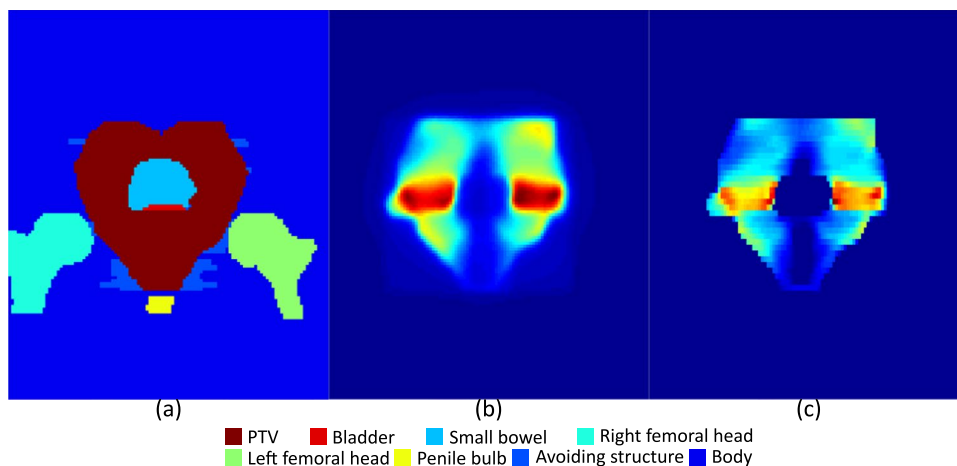 (a) (b) (c)
PTV Bladder Small bowel Right femoral head
Left femoral head Penile bulb Avoiding structure Body